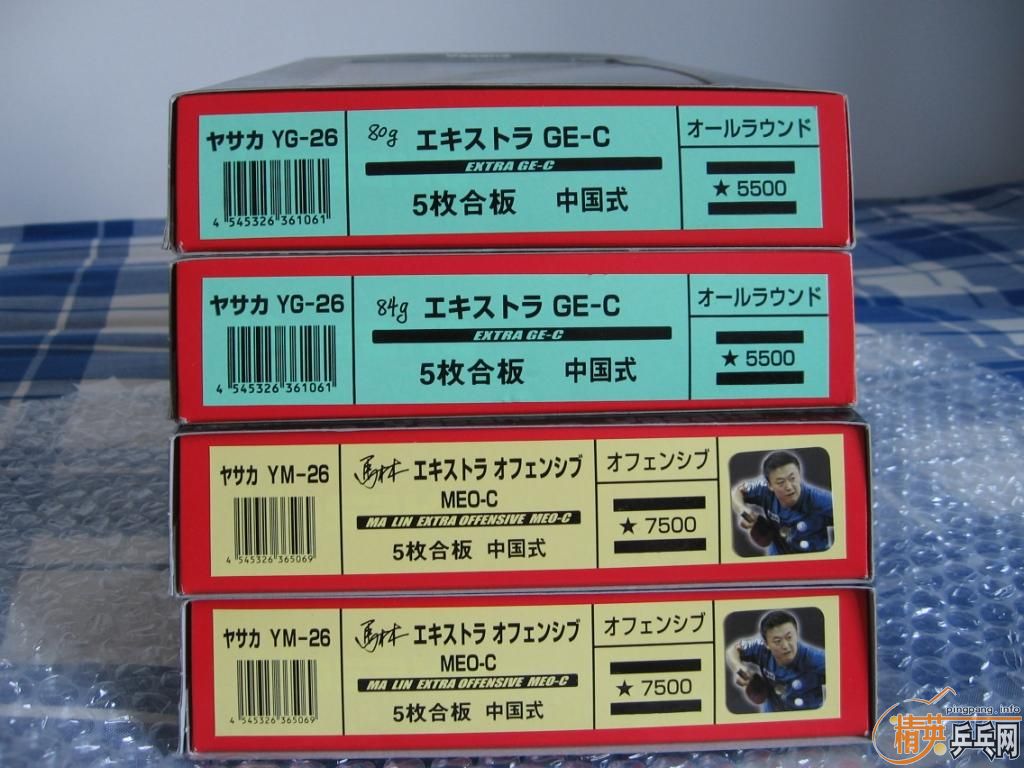 ヤサカ YG-26
4 545326 361061
80g エキストラ GE-C
EXTRA GE-C
5枚合板 中国式
オールラウンド
★ 5500
ヤサカ YG-26
4 545326 361061
84g エキストラ GE-C
EXTRA GE-C
5枚合板 中国式
オールラウンド
★ 5500
ヤサカ YM-26
4 545326 365069
馬林 エキストラ オフェンシブ
MEO-C
MA LIN EXTRA OFFENSIVE MEO-C
5枚合板 中国式
オフェンシブ
★ 7500
ヤサカ YM-26
4 545326 365069
馬林 エキストラ オフェンシブ
MEO-C
MA LIN EXTRA OFFENSIVE MEO-C
5枚合板 中国式
オフェンシブ
★ 7500
pingpang.info
精英乒乓网